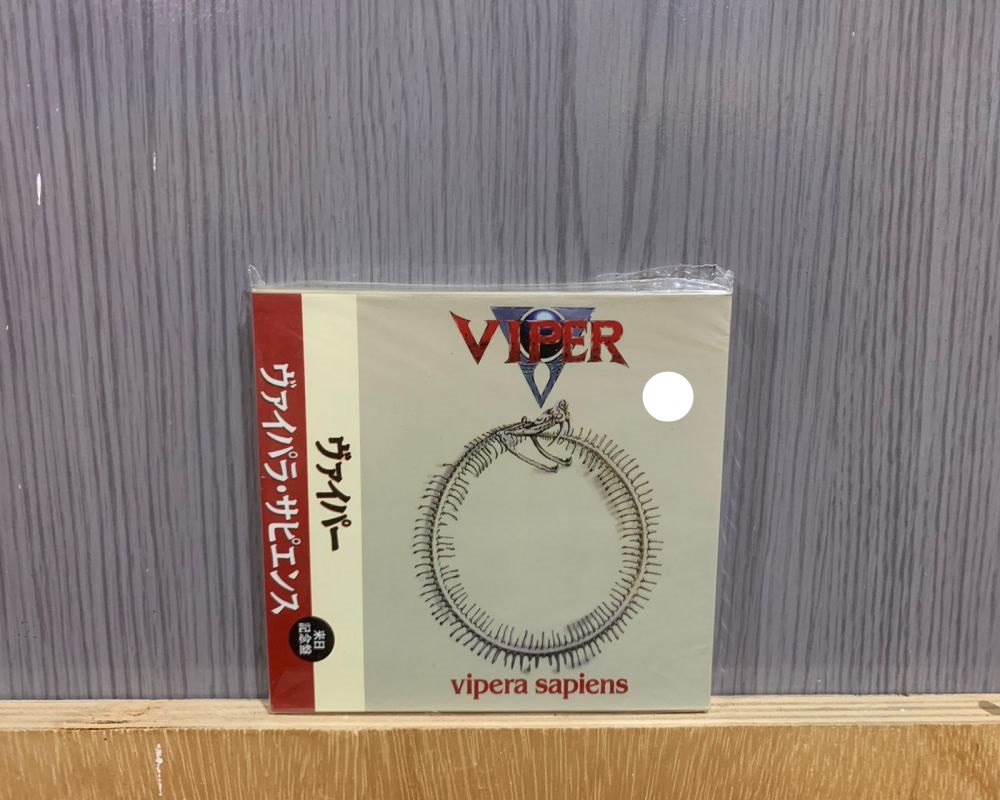 VIPER
ヴァイパー
ヴァイパラ・サピエンス
来日
記念盤
vipera sapiens